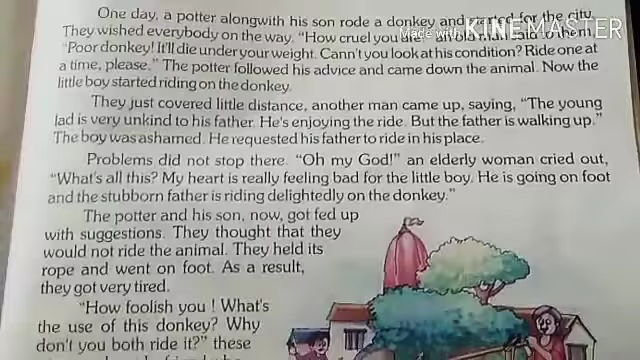 Made with KINEMASTER
One day, a potter alongwith his son rode a donkey and started for the city.
They wished everybody on the way. "How cruel you are!" an old them.
"Poor donkey! It'll die under your weight. Cann't you look at his condition? Ride one at
a time, please." The potter followed his advice and came down the animal. Now the
little boy started riding on the donkey.
They just covered little distance, another man came up, saying, "The young
lad is very unkind to his father. He's enjoying the ride. But the father is walking up."
The boy was ashamed. He requested his father to ride in his place.
Problems did not stop there. "Oh my God!" an elderly woman cried out,
"What's all this? My heart is really feeling bad for the little boy. He is going on foot
and the stubborn father is riding delightedly on the donkey."
The potter and his son, now, got fed up
with suggestions. They thought that they
would not ride the animal. They held its
rope and went on foot. As a result,
they got very tired.
"How foolish you ! What's
the use of this donkey? Why
don't you both ride it?" these